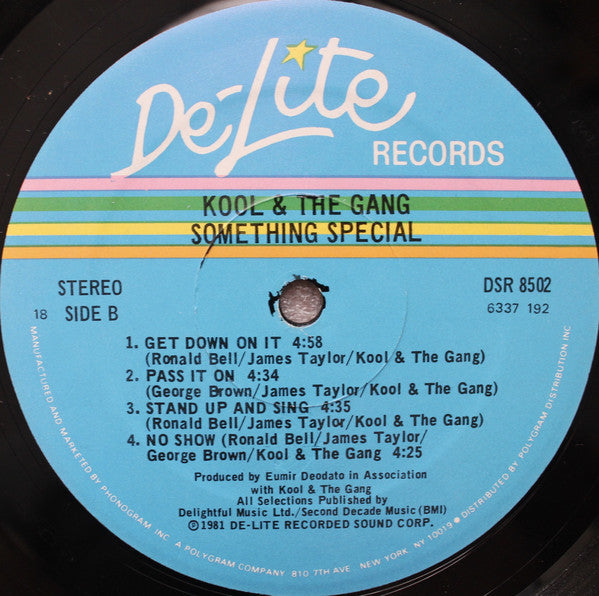 De-Lite
RECORDS
KOOL & THE GANG
SOMETHING SPECIAL
STEREO
18 SIDE B
DSR 8502
6337 192
1. GET DOWN ON IT 4:58
(Ronald Bell/James Taylor/Kool & The Gang)
2. PASS IT ON 4:34
(George Brown/James Taylor/Kool & The Gang)
3. STAND UP AND SING 4:35
(Ronald Bell/James Taylor/Kool & The Gang)
4. NO SHOW (Ronald Bell/James Taylor/
George Brown/Kool & The Gang 4:25
Produced by Eumir Deodato in Association
with Kool & The Gang
All Selections Published by
Delightful Music Ltd./Second Decade Music (BMI)
℗1981 DE-LITE RECORDED SOUND CORP.
MANUFACTURED AND MARKETED BY PHONOGRAM INC. A POLYGRAM COMPANY 810 7TH AVE. NEW YORK, NY 10019 ● DISTRIBUTED BY POLYGRAM DISTRIBUTION INC